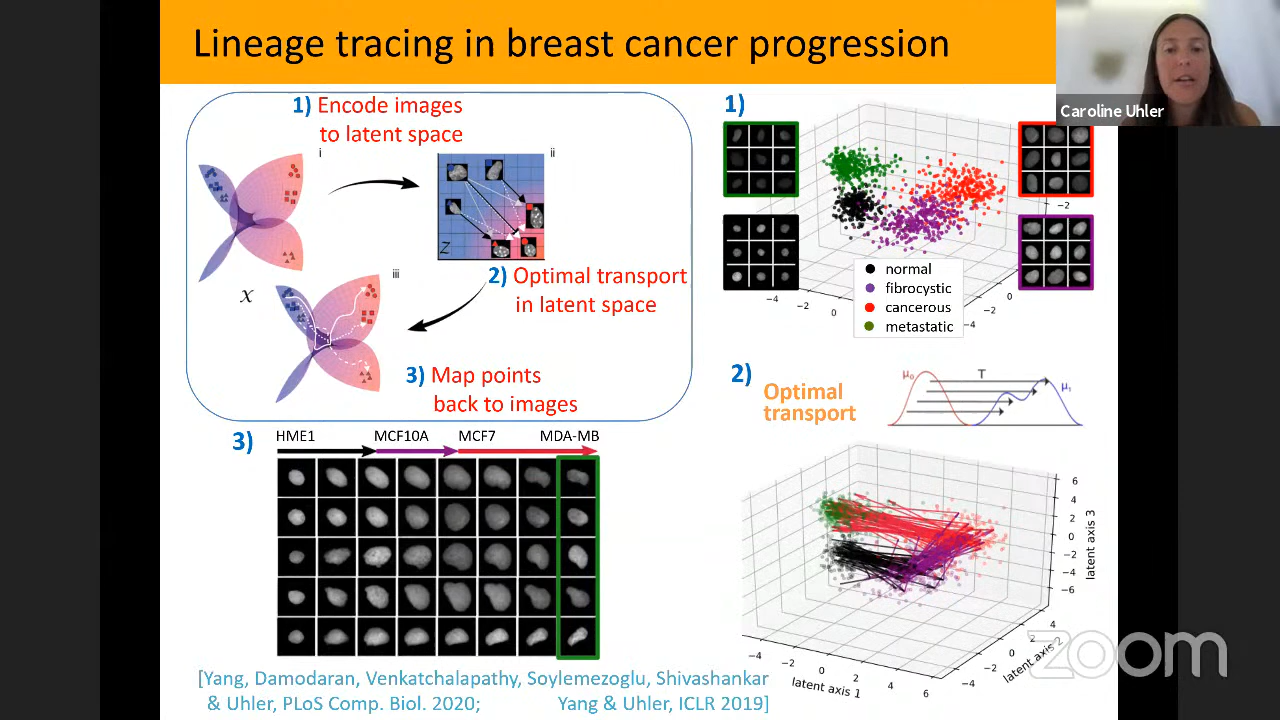 Lineage tracing in breast cancer progression
Caroline Uhler
1) Encode images
to latent space
i
ii
z
2) Optimal transport
in latent space
x
iii
3) Map points
back to images
1)
-2
0
-2
-4
-4
-2
0
normal
fibrocystic
cancerous
metastatic
2)
Optimal
transport
μ₀
T
μ₁
3)
HME1 MCF10A MCF7 MDA-MB
6
4
2
0
-2
-4
-6
latent axis 3
4
2
0
-2
-4
latent axis 2
-4
-2
0
2
4
6
latent axis 1
zoom
[Yang, Damodaran, Venkatchalapathy, Soylemezoglu, Shivashankar
& Uhler, PLoS Comp. Biol. 2020; Yang & Uhler, ICLR 2019]